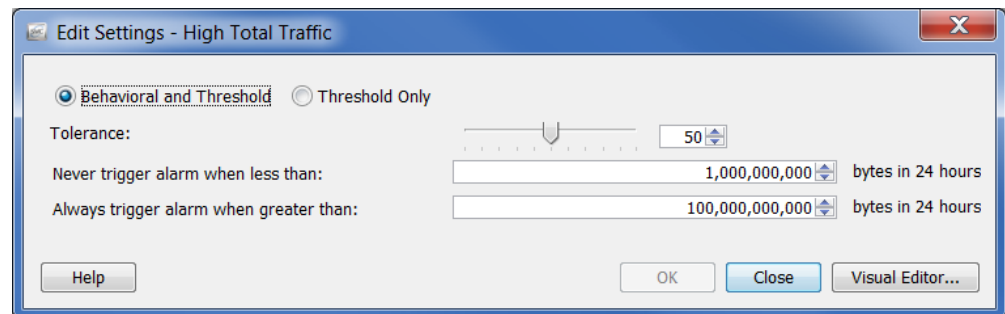 Edit Settings - High Total Traffic
Behavioral and Threshold Threshold Only
Tolerance: 50
Never trigger alarm when less than: 1,000,000,000 bytes in 24 hours
Always trigger alarm when greater than: 100,000,000,000 bytes in 24 hours
Help OK Close Visual Editor...